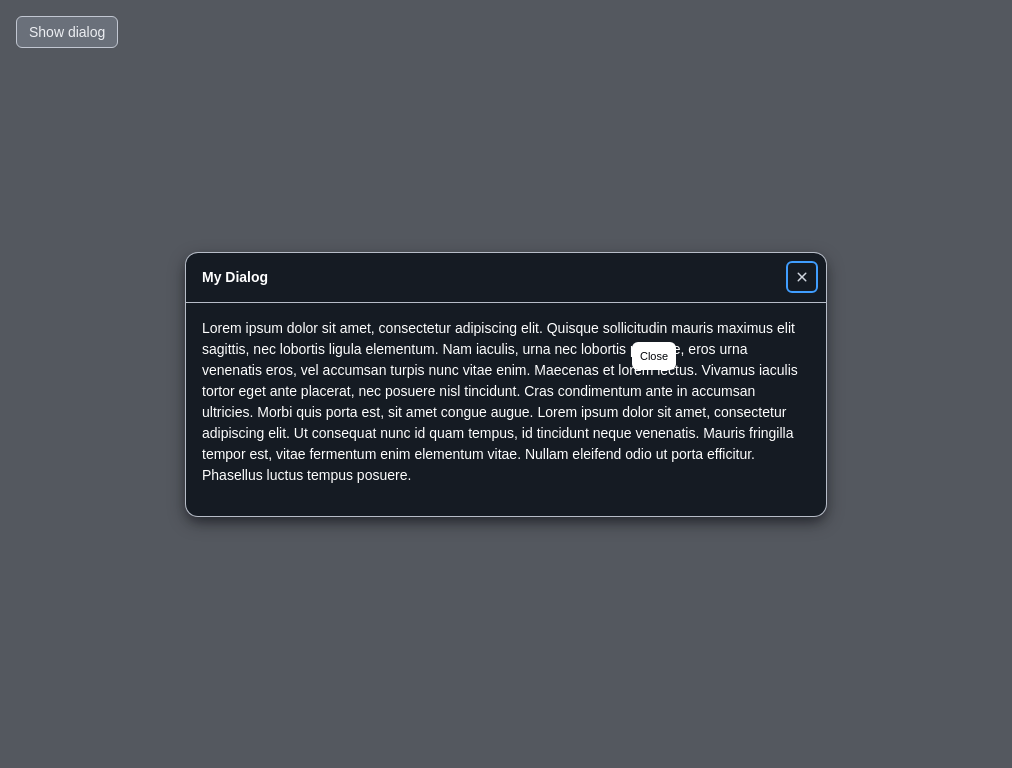 Show dialog
My Dialog
Lorem ipsum dolor sit amet, consectetur adipiscing elit. Quisque sollicitudin mauris maximus elit
sagittis, nec lobortis ligula elementum. Nam iaculis, urna nec lobortis eros urna
Close
venenatis eros, vel accumsan turpis nunc vitae enim. Maecenas et lorem lectus. Vivamus iaculis
tortor eget ante placerat, nec posuere nisl tincidunt. Cras condimentum ante in accumsan
ultricies. Morbi quis porta est, sit amet congue augue. Lorem ipsum dolor sit amet, consectetur
adipiscing elit. Ut consequat nunc id quam tempus, id tincidunt neque venenatis. Mauris fringilla
tempor est, vitae fermentum enim elementum vitae. Nullam eleifend odio ut porta efficitur.
Phasellus luctus tempus posuere.